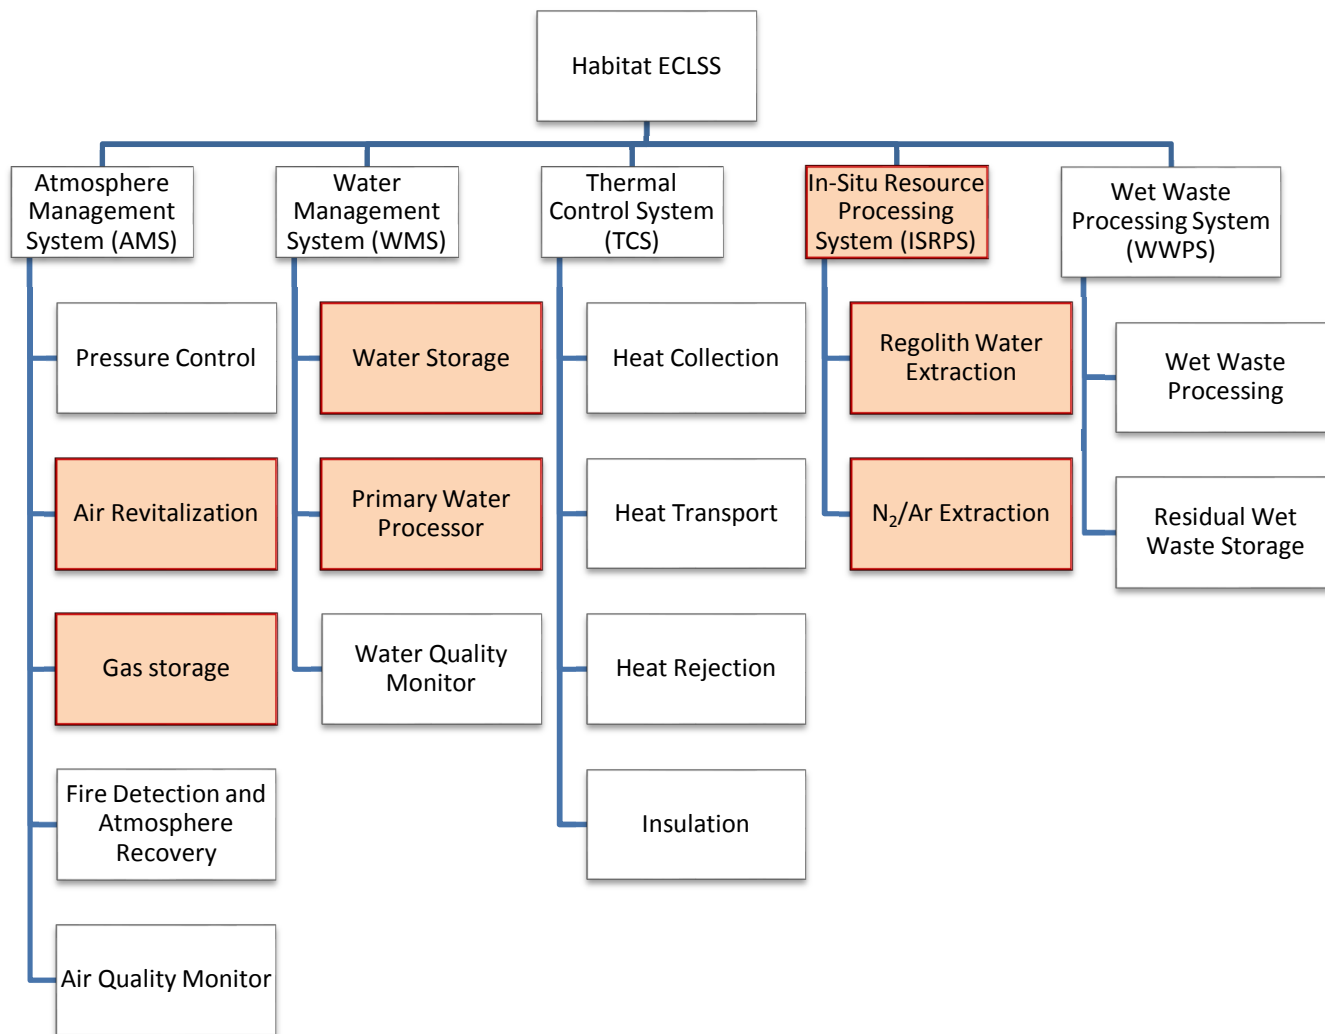 Habitat ECLSS
Atmosphere
Management
System (AMS)
Water
Management
System (WMS)
Thermal
Control System
(TCS)
In-Situ Resource
Processing
System (ISRPS)
Wet Waste
Processing System
(WWPS)
Pressure Control
Air Revitalization
Gas storage
Fire Detection and
Atmosphere
Recovery
Air Quality Monitor
Water Storage
Primary Water
Processor
Water Quality
Monitor
Heat Collection
Heat Transport
Heat Rejection
Insulation
Regolith Water
Extraction
N₂/Ar Extraction
Wet Waste
Processing
Residual Wet
Waste Storage